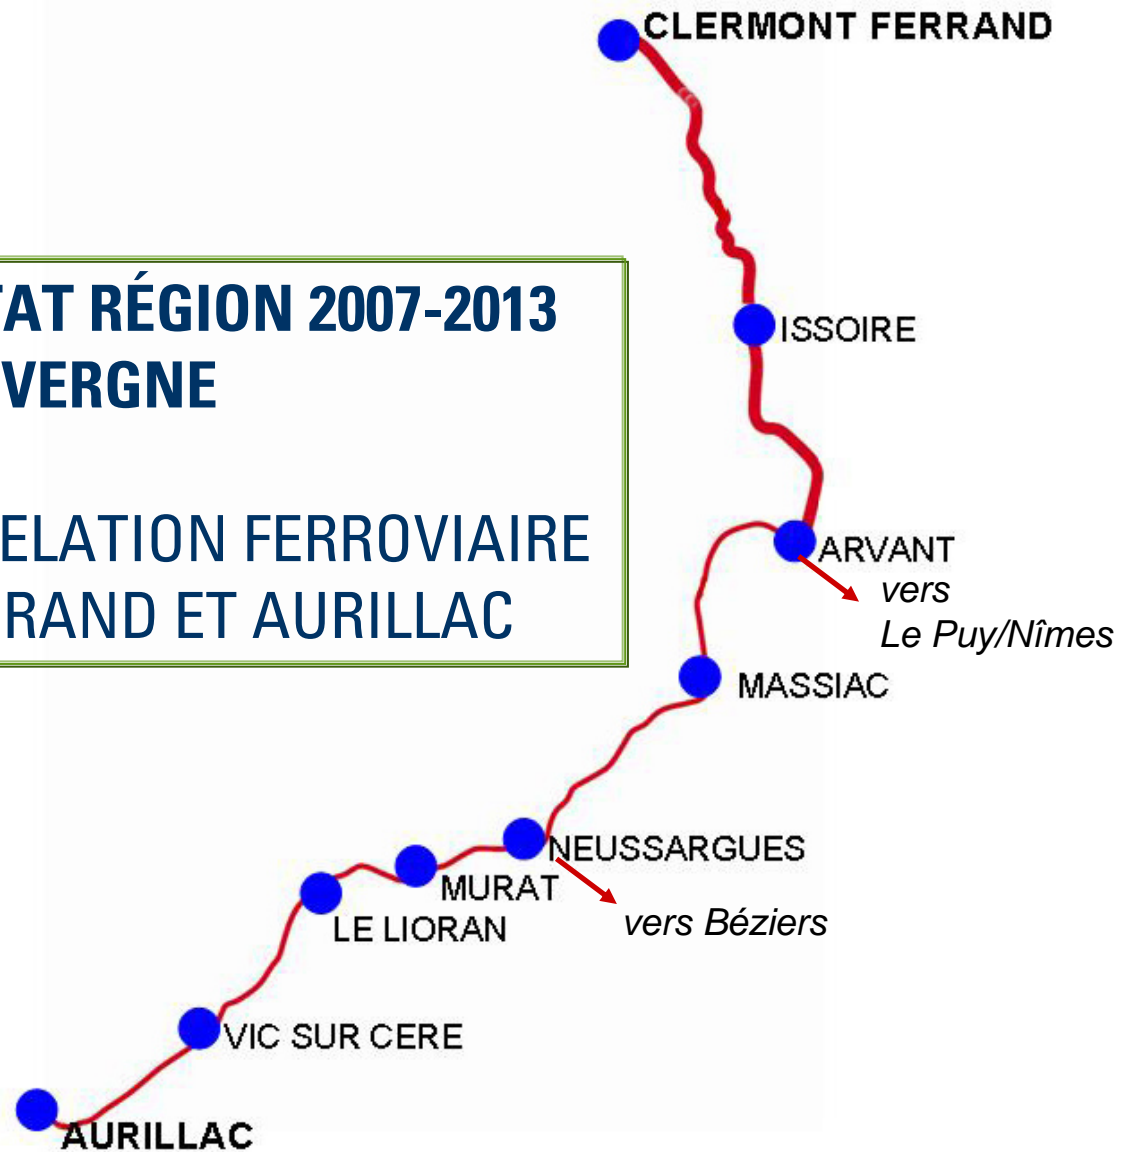 CLERMONT FERRAND
TAT RÉGION 2007-2013
VERGNE
ELATION FERROVIAIRE
RAND ET AURILLAC
ISSOIRE
ARVANT
vers
Le Puy/Nîmes
MASSIAC
NEUSSARGUES
MURAT
vers Béziers
LE LIORAN
VIC SUR CERE
AURILLAC